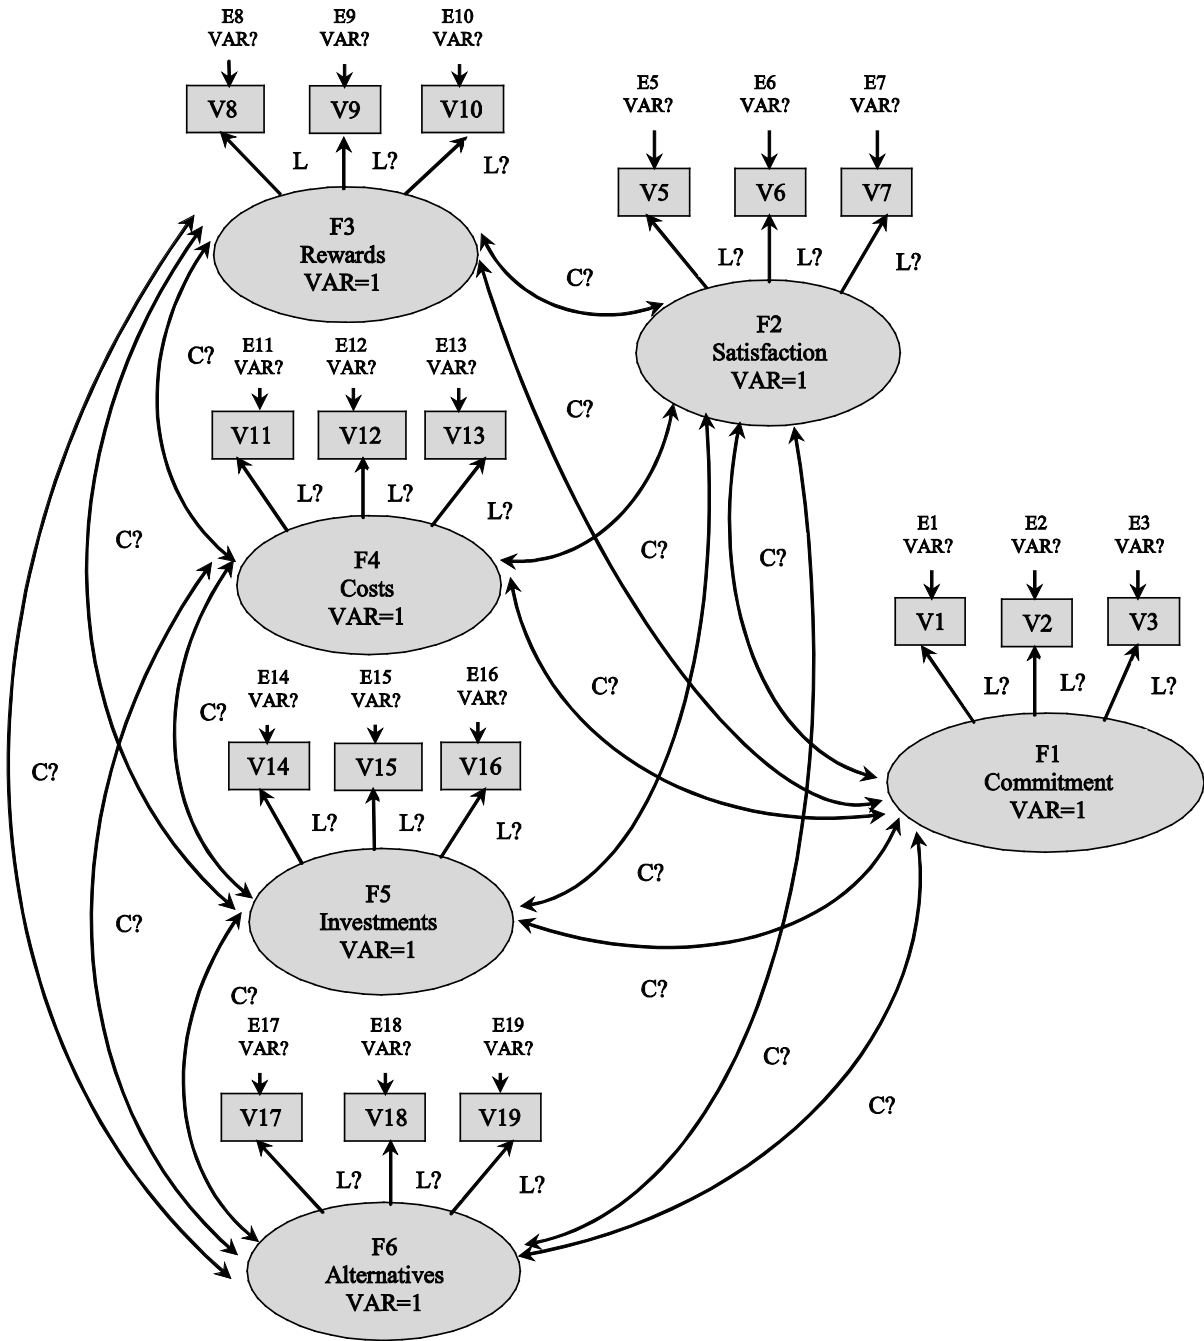 E8
VAR?
E9
VAR?
E10
VAR?
V8
V9
V10
L
L?
L?
F3
Rewards
VAR=1
E5
VAR?
E6
VAR?
E7
VAR?
V5
V6
V7
L?
L?
L?
F2
Satisfaction
VAR=1
C?
C?
C?
E11
VAR?
E12
VAR?
E13
VAR?
V11
V12
V13
L?
L?
L?
F4
Costs
VAR=1
C?
C?
C?
E1
VAR?
E2
VAR?
E3
VAR?
V1
V2
V3
L?
L?
L?
F1
Commitment
VAR=1
C?
C?
C?
E14
VAR?
E15
VAR?
E16
VAR?
V14
V15
V16
L?
L?
L?
F5
Investments
VAR=1
C?
C?
C?
C?
E17
VAR?
E18
VAR?
E19
VAR?
C?
C?
V17
V18
V19
L?
L?
L?
F6
Alternatives
VAR=1